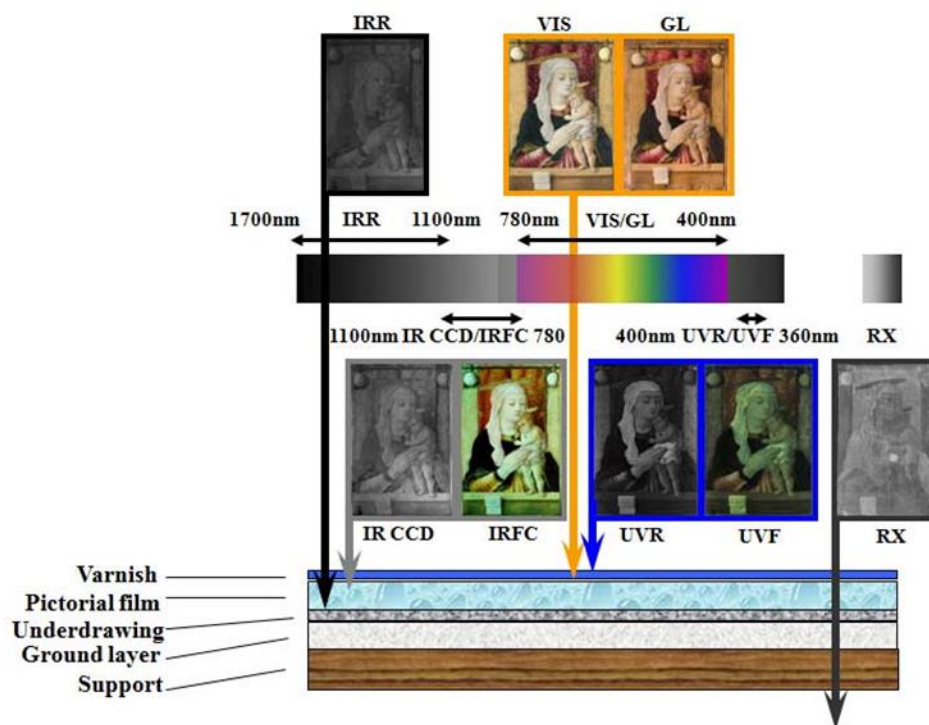 IRR
VIS GL
1700nm IRR 1100nm 780nm VIS/GL 400nm
1100nm IR CCD/IRFC 780 400nm UVR/UVF 360nm RX
IR CCD IRFC UVR UVF RX
Varnish
Pictorial film
Underdrawing
Ground layer
Support